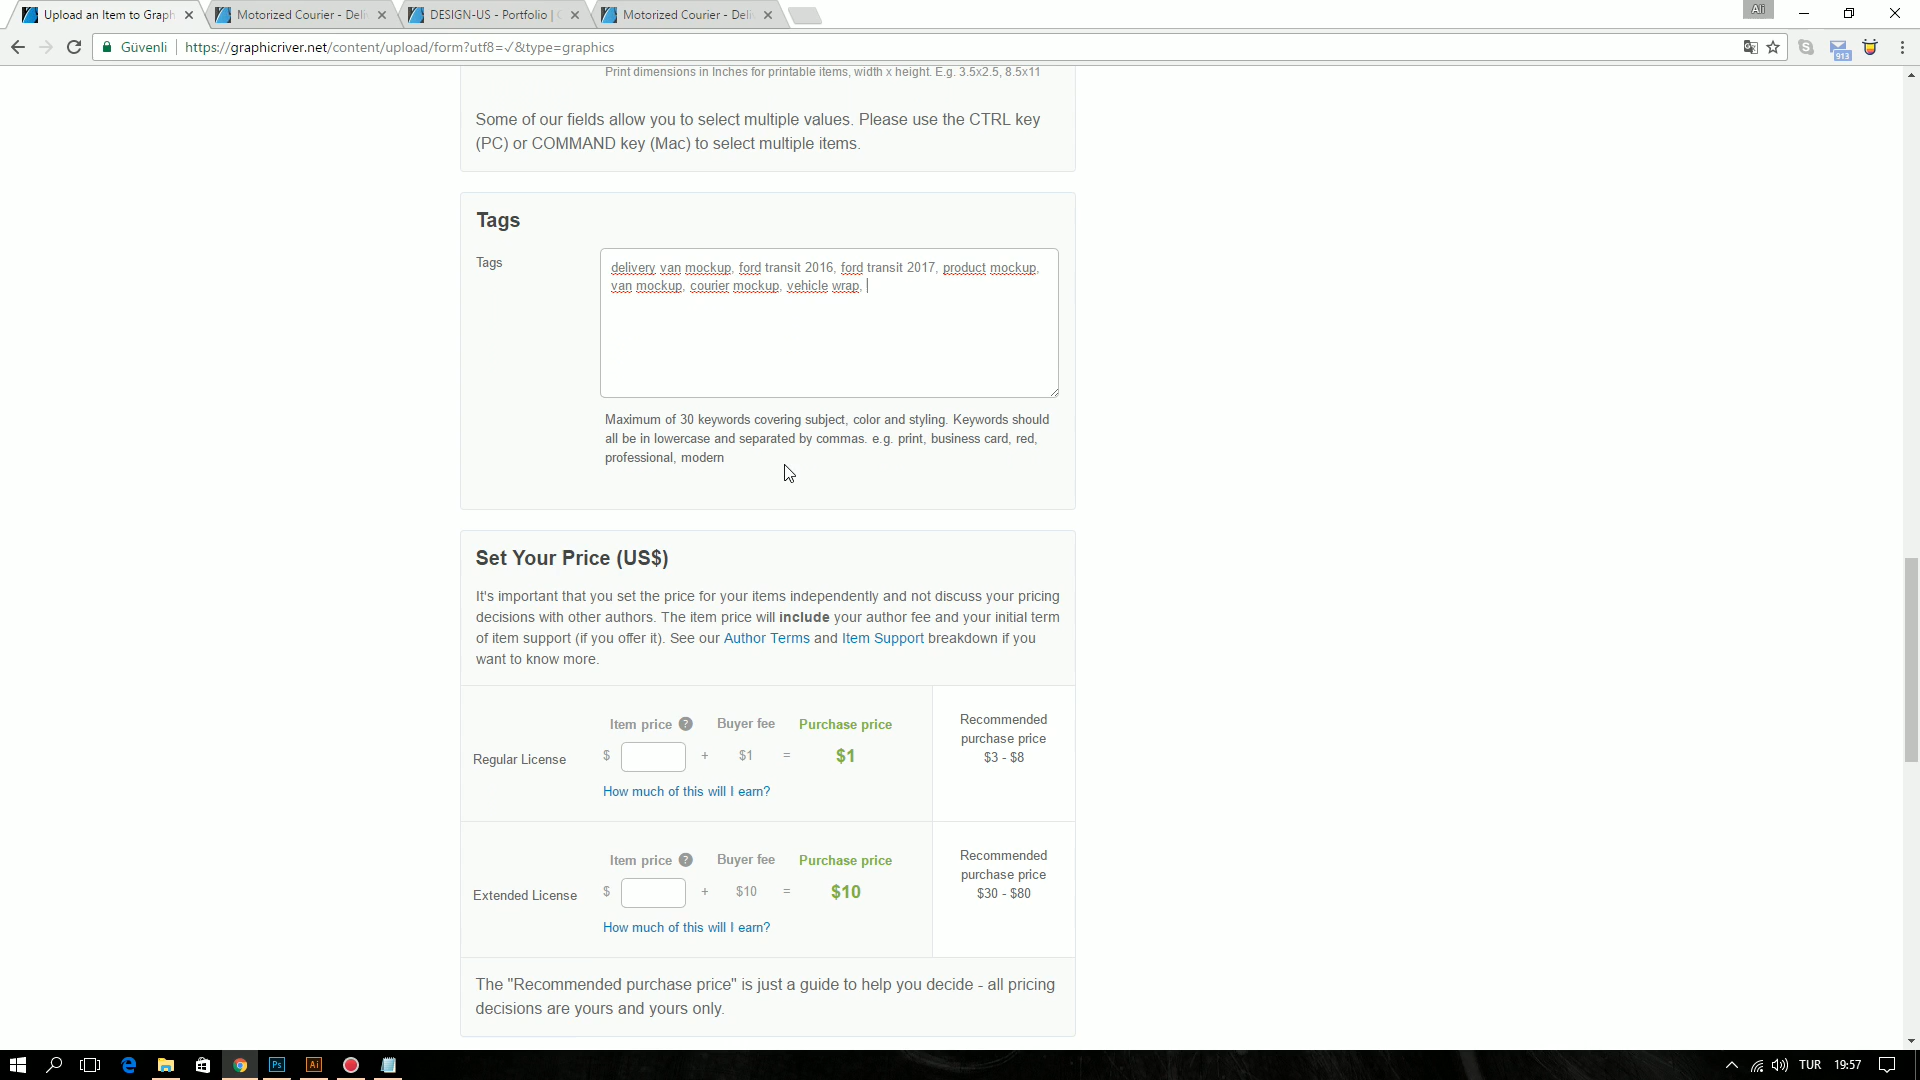 Upload an Item to Graph
Motorized Courier - Deli
DESIGN-US - Portfolio |
Motorized Courier - Deli
Ali
Güvenli
https://graphicriver.net/content/upload/form?utf8=✓&type=graphics
913
Print dimensions in Inches for printable items, width x height. E.g. 3.5x2.5, 8.5x11
Some of our fields allow you to select multiple values. Please use the CTRL key
(PC) or COMMAND key (Mac) to select multiple items.
Tags
Tags
delivery van mockup, ford transit 2016, ford transit 2017, product mockup,
van mockup, courier mockup, vehicle wrap,
Maximum of 30 keywords covering subject, color and styling. Keywords should
all be in lowercase and separated by commas. e.g. print, business card, red,
professional, modern
Set Your Price (US$)
It's important that you set the price for your items independently and not discuss your pricing
decisions with other authors. The item price will include your author fee and your initial term
of item support (if you offer it). See our Author Terms and Item Support breakdown if you
want to know more.
Item price ? Buyer fee Purchase price
Regular License $ + $1 = $1
How much of this will I earn?
Recommended
purchase price
$3 - $8
Item price ? Buyer fee Purchase price
Extended License $ + $10 = $10
How much of this will I earn?
Recommended
purchase price
$30 - $80
The "Recommended purchase price" is just a guide to help you decide - all pricing
decisions are yours and yours only.
Ps
Ai
TUR
19:57